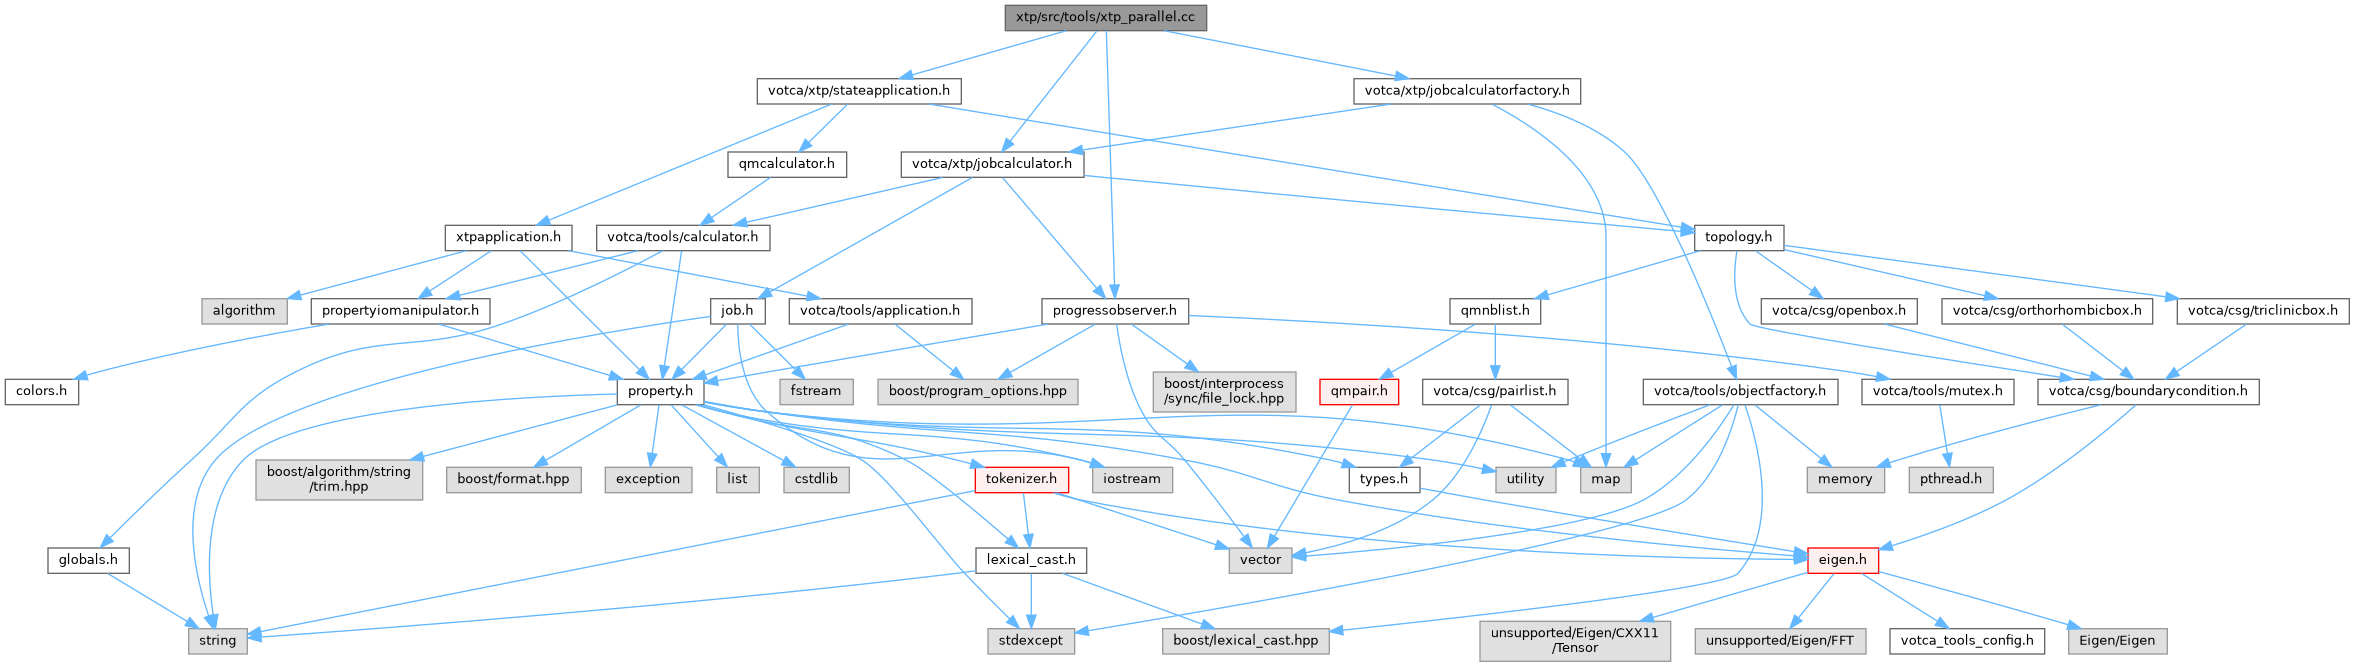 xtp/src/tools/xtp_parallel.cc
votca/xtp/stateapplication.h
votca/xtp/jobcalculatorfactory.h
qmcalculator.h
votca/xtp/jobcalculator.h
xtpapplication.h
votca/tools/calculator.h
topology.h
algorithm
propertyiomanipulator.h
job.h
votca/tools/application.h
progressobserver.h
qmnblist.h
votca/csg/openbox.h
votca/csg/orthorhombicbox.h
votca/csg/triclinicbox.h
colors.h
property.h
fstream
boost/program_options.hpp
boost/interprocess
/sync/file_lock.hpp
qmpair.h
votca/csg/pairlist.h
votca/tools/objectfactory.h
votca/tools/mutex.h
votca/csg/boundarycondition.h
boost/algorithm/string
/trim.hpp
boost/format.hpp
exception
list
cstdlib
tokenizer.h
iostream
types.h
utility
map
memory
pthread.h
globals.h
lexical_cast.h
vector
eigen.h
string
stdexcept
boost/lexical_cast.hpp
unsupported/Eigen/CXX11
/Tensor
unsupported/Eigen/FFT
votca_tools_config.h
Eigen/Eigen